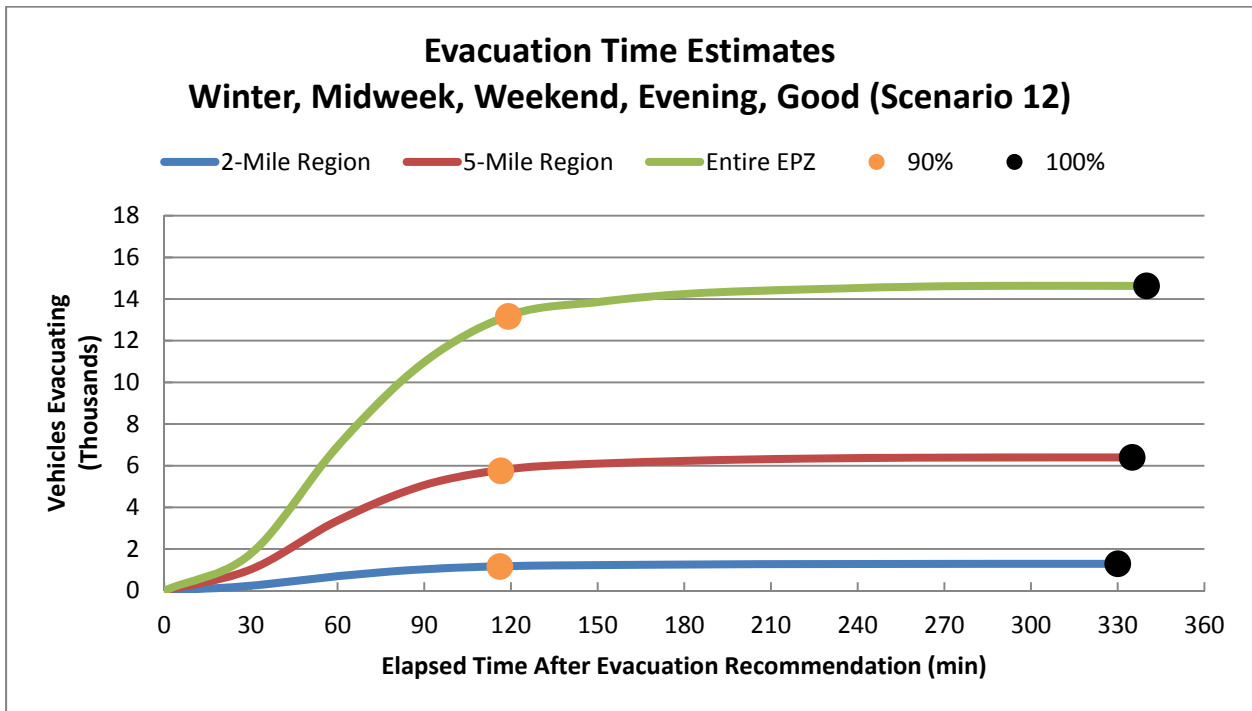 Evacuation Time Estimates
Winter, Midweek, Weekend, Evening, Good (Scenario 12)
2-Mile Region 5-Mile Region Entire EPZ 90% 100%
18
16
14
12
10
8
6
4
2
0
Vehicles Evacuating
(Thousands)
0 30 60 90 120 150 180 210 240 270 300 330 360
Elapsed Time After Evacuation Recommendation (min)